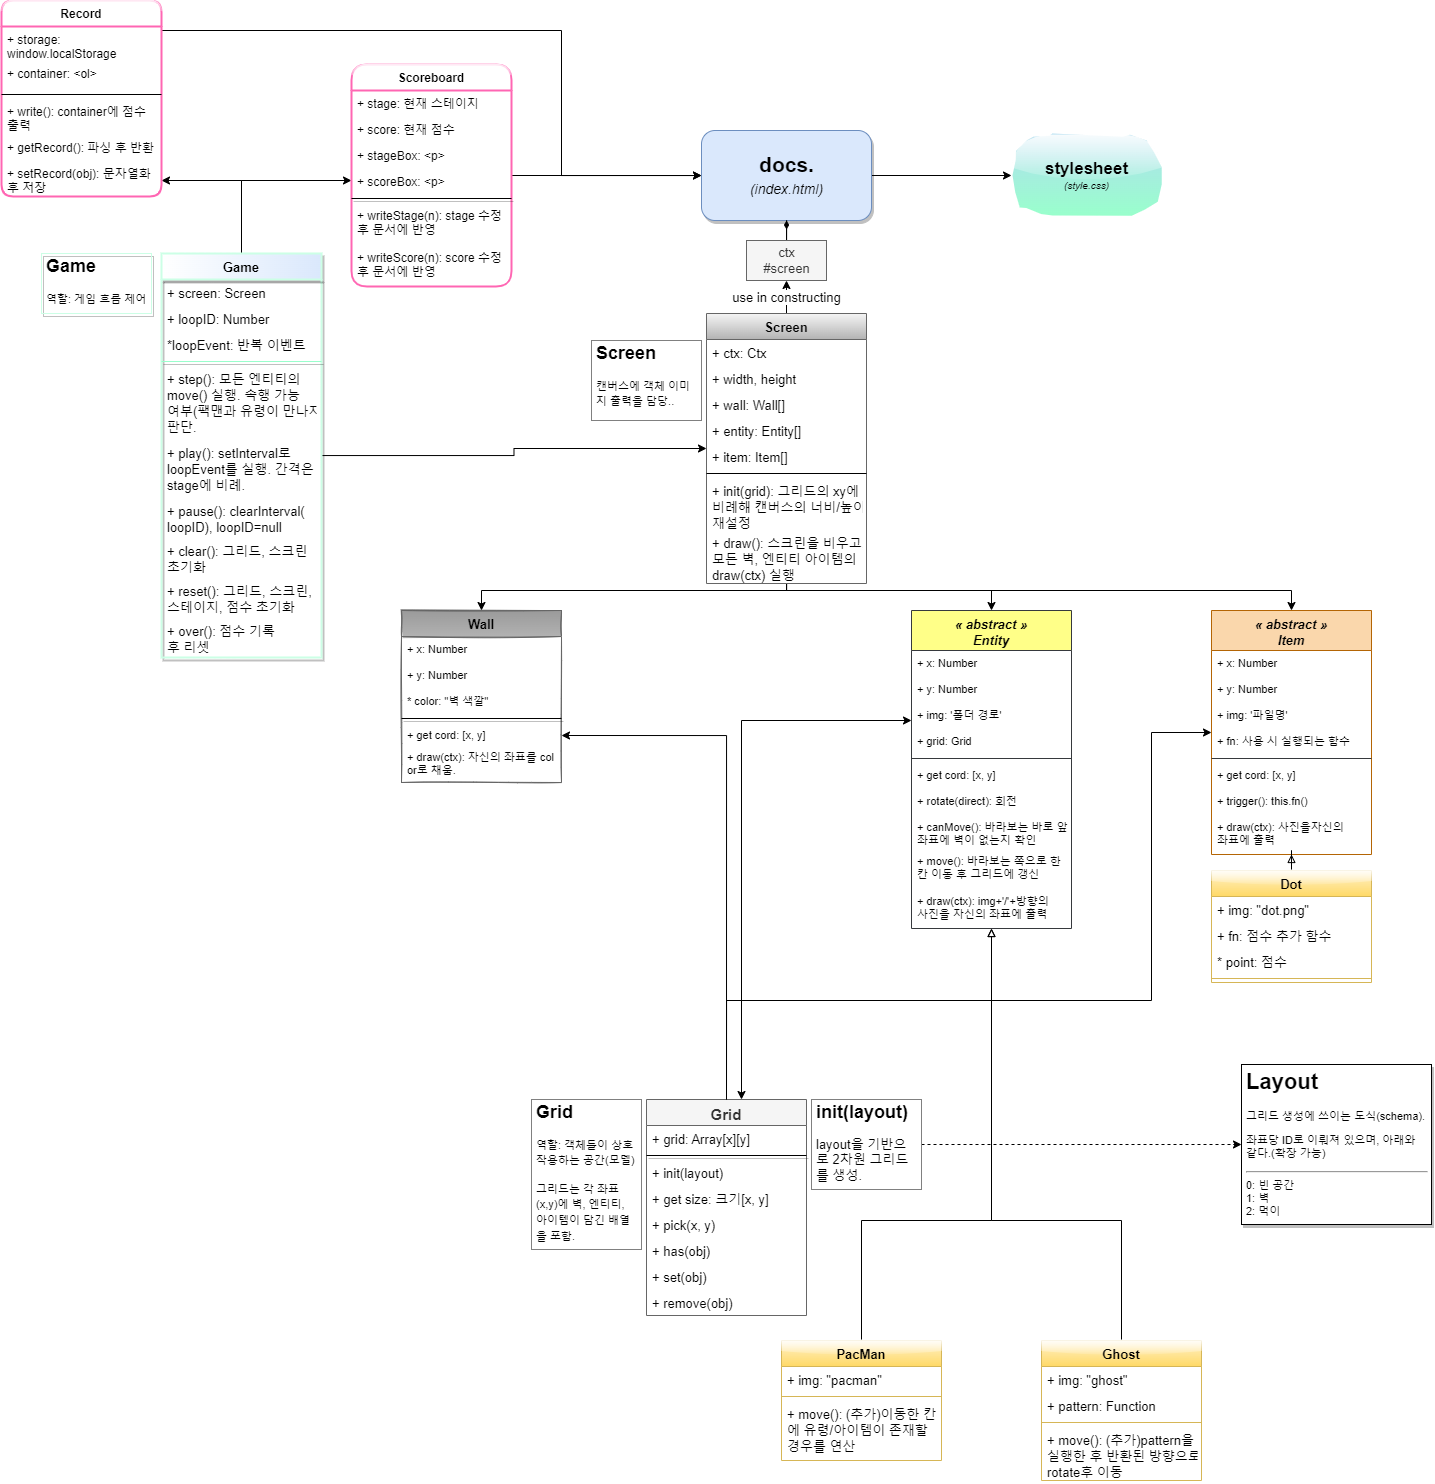 Record
+ storage:
window.localStorage
+ container: <ol>
+ write(): container에 점수
출력
+ getRecord(): 파싱 후 반환
+ setRecord(obj): 문자열화
후 저장
Scoreboard
+ stage: 현재 스테이지
+ score: 현재 점수
+ stageBox: <p>
+ scoreBox: <p>
+ writeStage(n): stage 수정
후 문서에 반영
+ writeScore(n): score 수정
후 문서에 반영
docs.
(index.html)
stylesheet
(style.css)
ctx
#screen
use in constructing
Game
역할: 게임 흐름 제어
Game
+ screen: Screen
+ loopID: Number
*loopEvent: 반복 이벤트
+ step(): 모든 엔티티의
move() 실행. 속행 가능
여부(팩맨과 유령이 만나지
판단.
+ play(): setInterval로
loopEvent를 실행. 간격은
stage에 비례.
+ pause(): clearInterval(
loopID), loopID=null
+ clear(): 그리드, 스크린
초기화
+ reset(): 그리드, 스크린,
스테이지, 점수 초기화
+ over(): 점수 기록
후 리셋
Screen
캔버스에 객체 이미
지 출력을 담당..
Screen
+ ctx: Ctx
+ width, height
+ wall: Wall[]
+ entity: Entity[]
+ item: Item[]
+ init(grid): 그리드의 xy에
비례해 캔버스의 너비/높이
재설정
+ draw(): 스크린을 비우고
모든 벽, 엔티티 아이템의
draw(ctx) 실행
Wall
+ x: Number
+ y: Number
* color: "벽 색깔"
+ get cord: [x, y]
+ draw(ctx): 자신의 좌표를 col
or로 채움.
« abstract »
Entity
+ x: Number
+ y: Number
+ img: '폴더 경로'
+ grid: Grid
+ get cord: [x, y]
+ rotate(direct): 회전
+ canMove(): 바라보는 바로 앞
좌표에 벽이 없는지 확인
+ move(): 바라보는 쪽으로 한
칸 이동 후 그리드에 갱신
+ draw(ctx): img+'/'+방향의
사진을 자신의 좌표에 출력
« abstract »
Item
+ x: Number
+ y: Number
+ img: '파일명'
+ fn: 사용 시 실행되는 함수
+ get cord: [x, y]
+ trigger(): this.fn()
+ draw(ctx): 사진을자신의
좌표에 출력
Dot
+ img: "dot.png"
+ fn: 점수 추가 함수
* point: 점수
Grid
역할: 객체들이 상호
작용하는 공간(모델)
그리드는 각 좌표
(x,y)에 벽, 엔티티,
아이템이 담긴 배열
을 포함.
Grid
+ grid: Array[x][y]
+ init(layout)
+ get size: 크기[x, y]
+ pick(x, y)
+ has(obj)
+ set(obj)
+ remove(obj)
init(layout)
layout을 기반으
로 2차원 그리드
를 생성.
Layout
그리드 생성에 쓰이는 도식(schema).
좌표당 ID로 이뤄져 있으며, 아래와
같다.(확장 가능)
0: 빈 공간
1: 벽
2: 먹이
PacMan
+ img: "pacman"
+ move(): (추가)이동한 칸
에 유령/아이템이 존재할
경우를 연산
Ghost
+ img: "ghost"
+ pattern: Function
+ move(): (추가)pattern을
실행한 후 반환된 방향으로
rotate후 이동